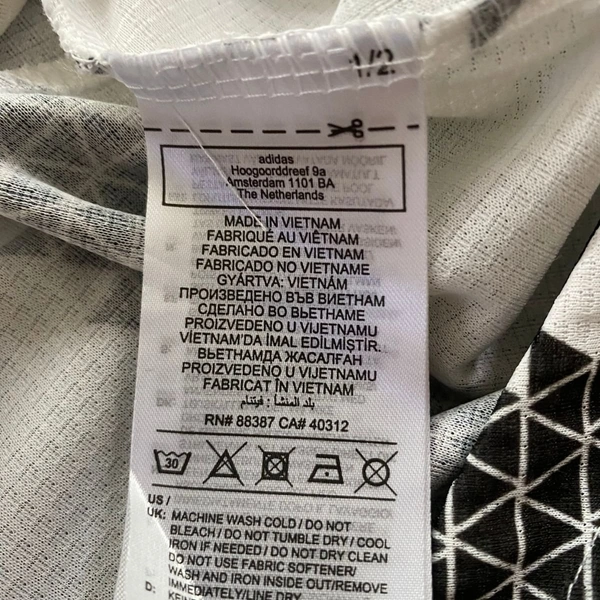 1/2
adidas
Hoogoorddreef 9a
Amsterdam 1101 BA
The Netherlands
MADE IN VIETNAM
FABRIQUÉ AU VIÊTNAM
FABRICADO EN VIETNAM
FABRICADO NO VIETNAME
GYÁRTVA: VIETNÁM
ПРОИЗВЕДЕНО ВЪВ ВИЕТНАМ
СДЕЛАНО ВО ВЬЕТНАМЕ
PROIZVEDENO U VIJETNAMU
VİETNAM'DA İMAL EDİLMİŞTİR.
ВЬЕТНАМДА ЖАСАЛҒАН
PROIZVEDENO U VIJETNAMU
FABRICAT ÎN VIETNAM
بلد المنشأ : فيتنام
RN# 88387 CA# 40312
30
US /
UK: MACHINE WASH COLD / DO NOT
BLEACH / DO NOT TUMBLE DRY / COOL
IRON IF NEEDED / DO NOT DRY CLEAN
DO NOT USE FABRIC SOFTENER/
WASH AND IRON INSIDE OUT/REMOVE
IMMEDIATELY/LINE DRY
D: